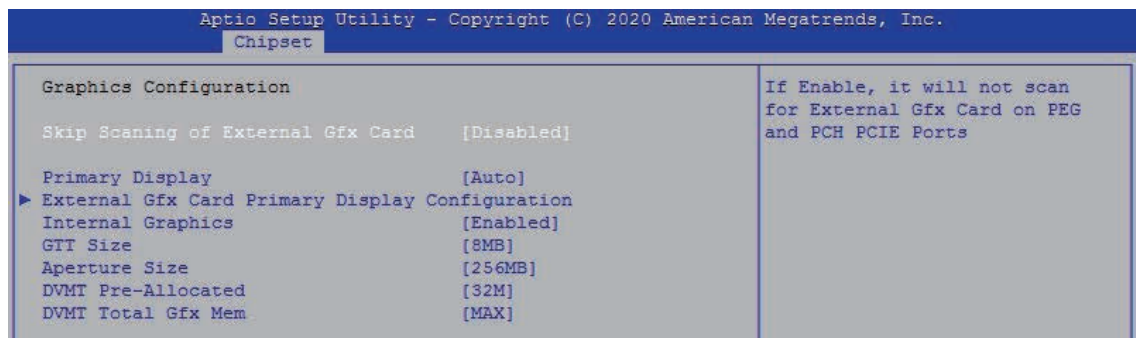 Aptio Setup Utility - Copyright (C) 2020 American Megatrends, Inc.
Chipset
Graphics Configuration
Skip Scaning of External Gfx Card [Disabled]
Primary Display [Auto]
► External Gfx Card Primary Display Configuration
Internal Graphics [Enabled]
GTT Size [8MB]
Aperture Size [256MB]
DVMT Pre-Allocated [32M]
DVMT Total Gfx Mem [MAX]
If Enable, it will not scan
for External Gfx Card on PEG
and PCH PCIE Ports